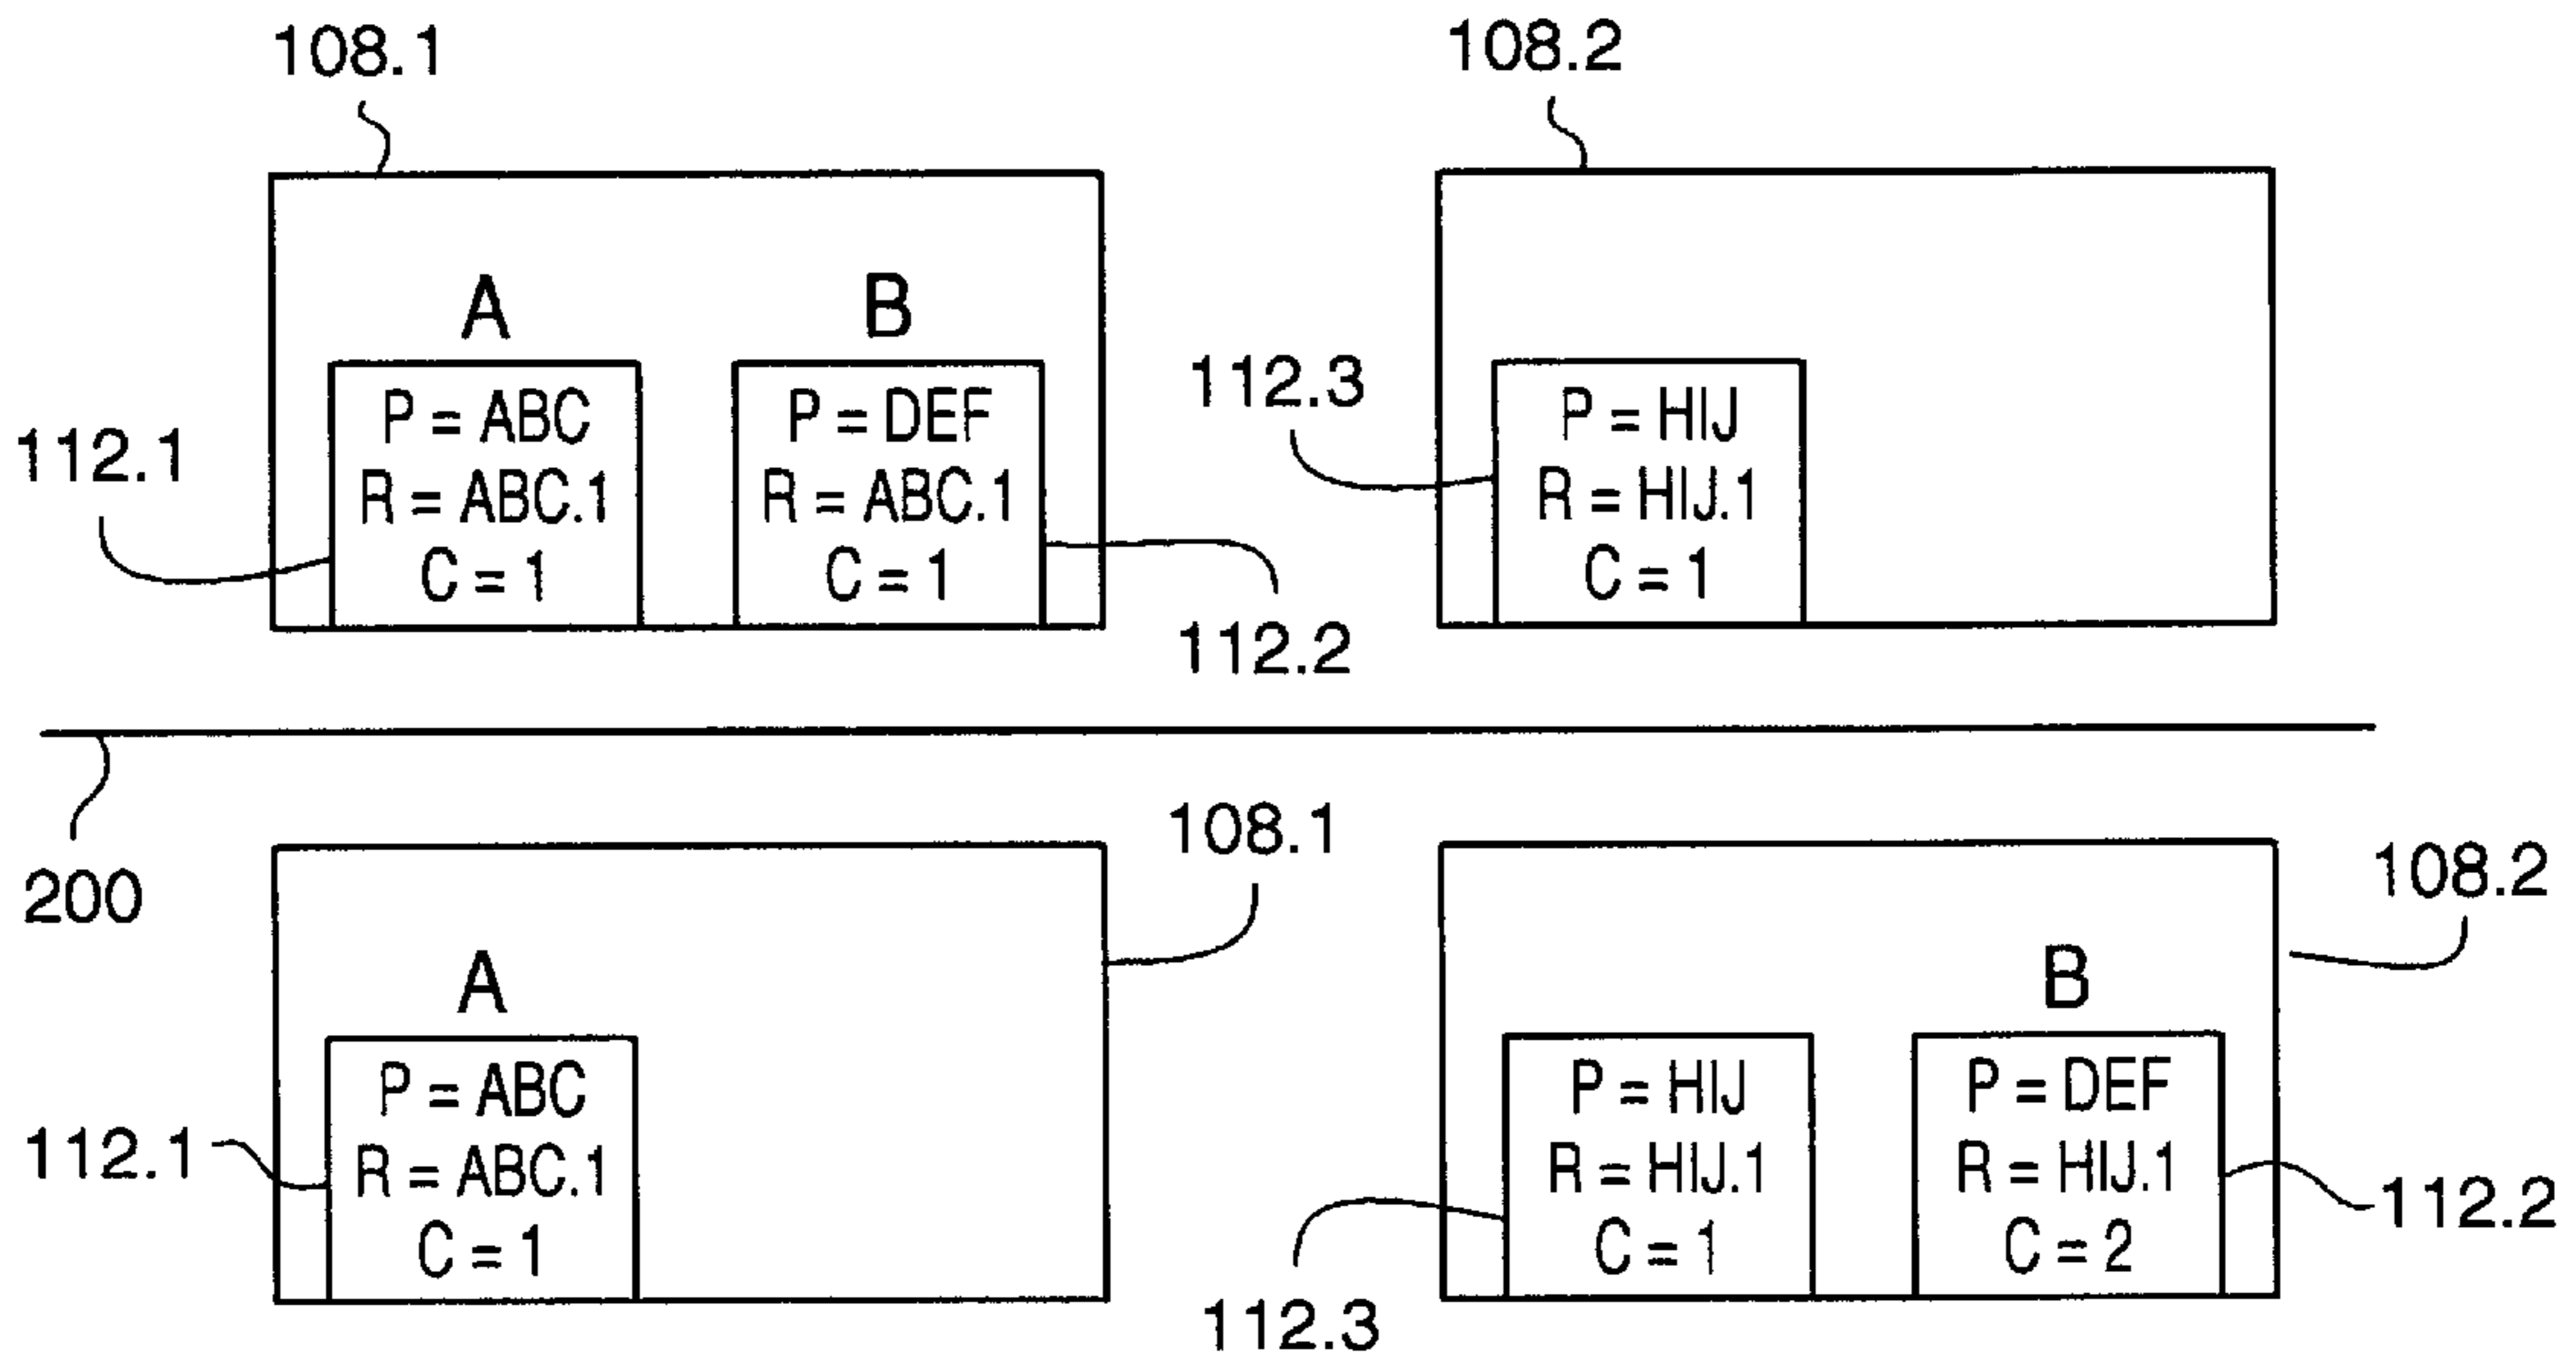 108.1
108.2
A
B
P = ABC
R = ABC.1
C = 1
P = DEF
R = ABC.1
C = 1
P = HIJ
R = HIJ.1
C = 1
112.1
112.2
112.3
200
108.1
108.2
A
B
P = ABC
R = ABC.1
C = 1
P = HIJ
R = HIJ.1
C = 1
P = DEF
R = HIJ.1
C = 2
112.1
112.2
112.3